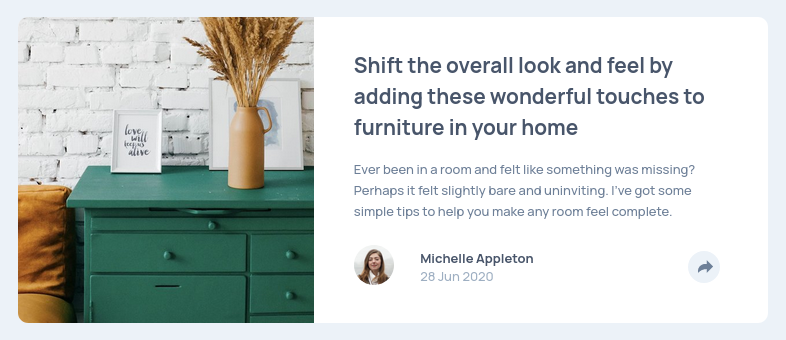 love
will
keep us
alive
Shift the overall look and feel by
adding these wonderful touches to
furniture in your home
Ever been in a room and felt like something was missing?
Perhaps it felt slightly bare and uninviting. I've got some
simple tips to help you make any room feel complete.
Michelle Appleton
28 Jun 2020